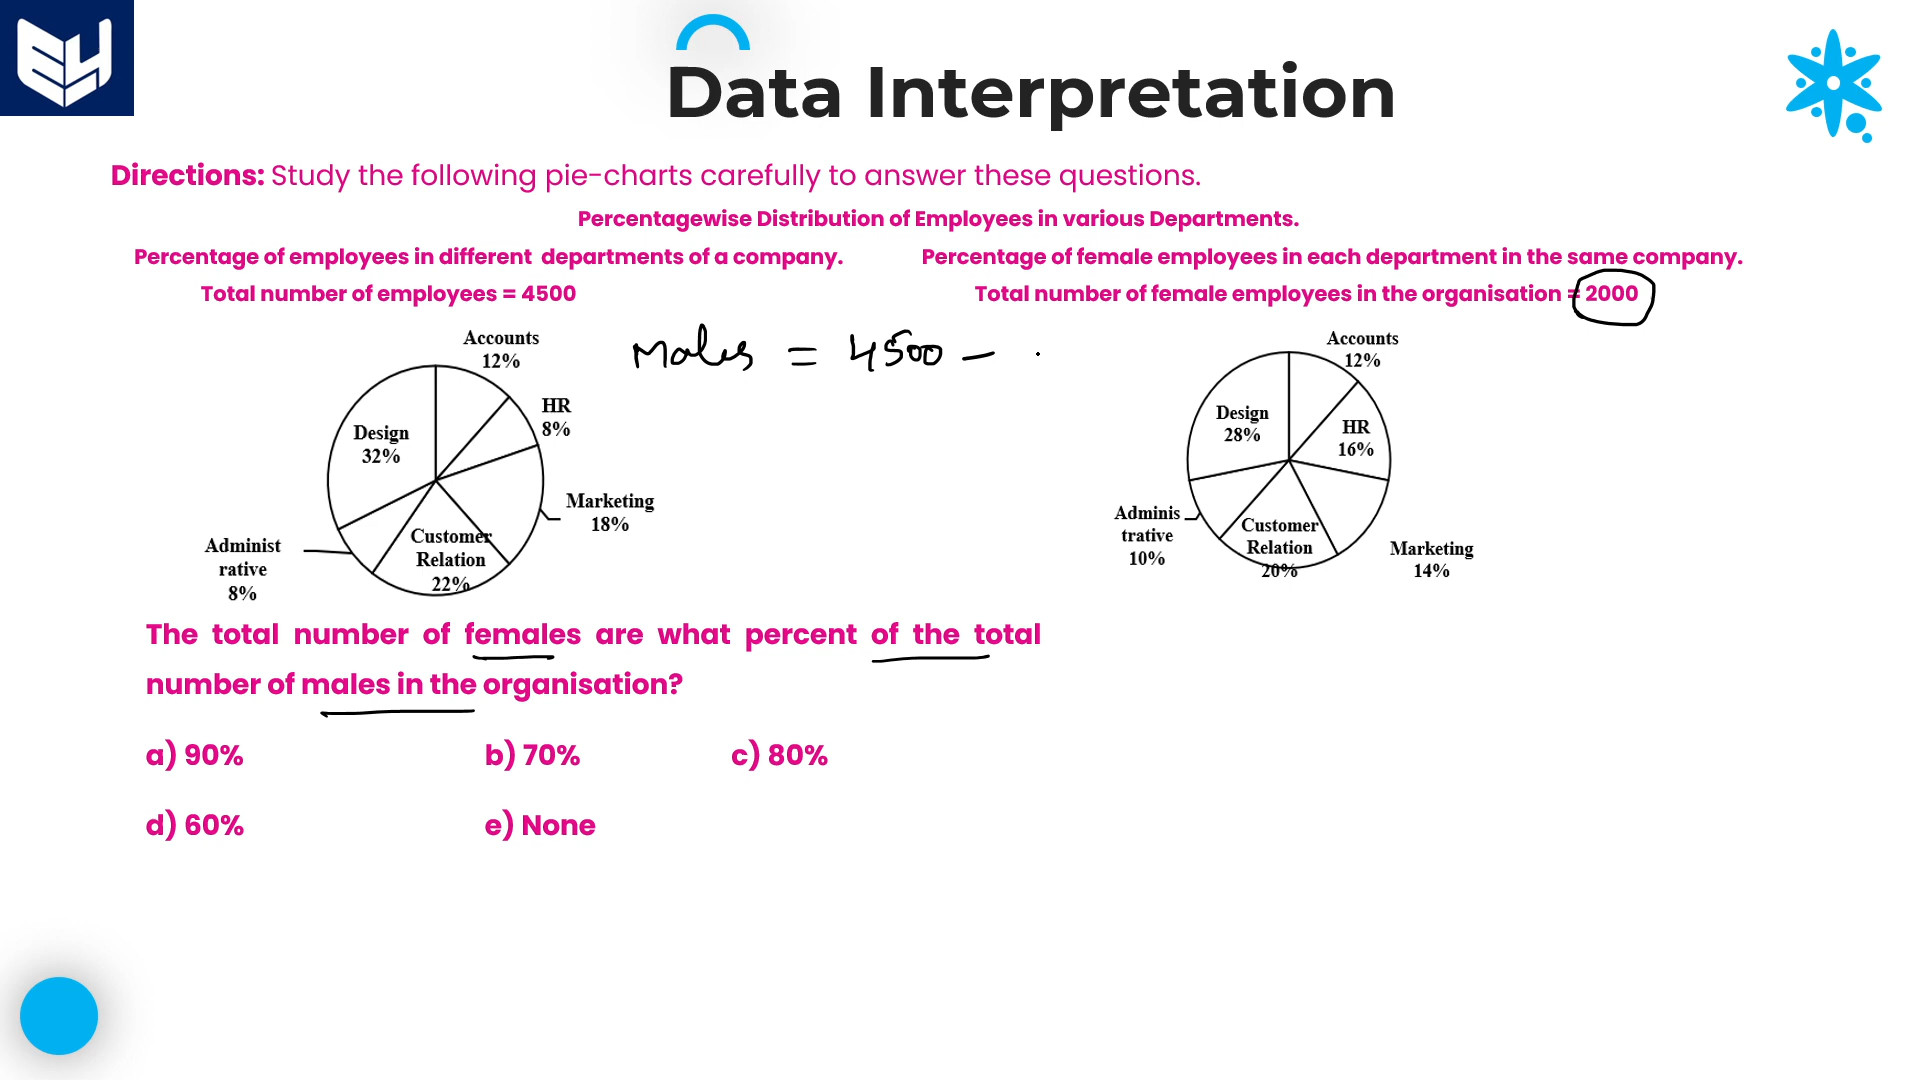 EY
Data Interpretation
Directions: Study the following pie-charts carefully to answer these questions.
Percentagewise Distribution of Employees in various Departments.
Percentage of employees in different departments of a company.
Total number of employees = 4500
Percentage of female employees in each department in the same company.
Total number of female employees in the organisation = 2000
Males = 4500 –
Accounts
12%
HR
8%
Marketing
18%
Customer
Relation
22%
Administ
rative
8%
Design
32%
Accounts
12%
HR
16%
Marketing
14%
Customer
Relation
20%
Adminis
trative
10%
Design
28%
The total number of females are what percent of the total
number of males in the organisation?
a) 90%
b) 70%
c) 80%
d) 60%
e) None